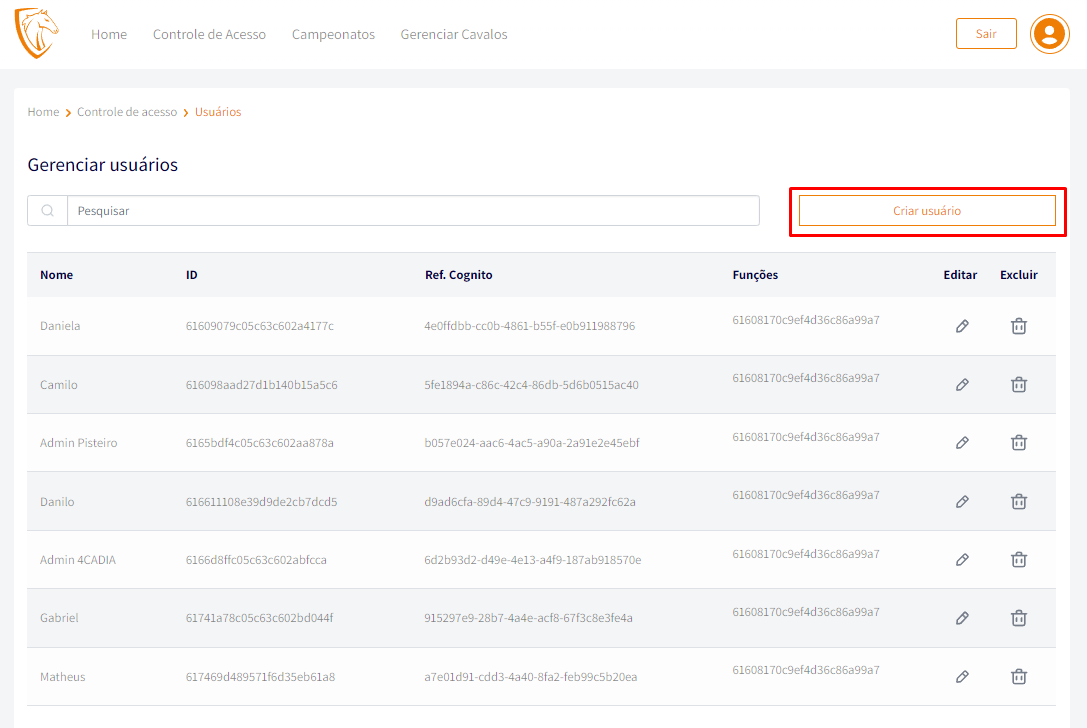 Home Controle de Acesso Campeonatos Gerenciar Cavalos Sair
Home > Controle de acesso > Usuários
Gerenciar usuários
Pesquisar Criar usuário
Nome ID Ref. Cognito Funções Editar Excluir
Daniela 61609079c05c63c602a4177c 4e0ffdbb-cc0b-4861-b55f-e0b911988796 61608170c9ef4d36c86a99a7
Camilo 616098aad27d1b140b15a5c6 5fe1894a-c86c-42c4-86db-5d6b0515ac40 61608170c9ef4d36c86a99a7
Admin Pisteiro 6165bdf4c05c63c602aa878a b057e024-aac6-4ac5-a90a-2a91e2e45ebf 61608170c9ef4d36c86a99a7
Danilo 616611108e39d9de2cb7dcd5 d9ad6cfa-89d4-47c9-9191-487a292fc62a 61608170c9ef4d36c86a99a7
Admin 4CADIA 6166d8ffc05c63c602abfcca 6d2b93d2-d49e-4e13-a4f9-187ab918570e 61608170c9ef4d36c86a99a7
Gabriel 61741a78c05c63c602bd044f 915297e9-28b7-4a4e-acf8-67f3c8e3fe4a 61608170c9ef4d36c86a99a7
Matheus 617469d489571f6d35eb61a8 a7e01d91-cdd3-4a40-8fa2-feb99c5b20ea 61608170c9ef4d36c86a99a7